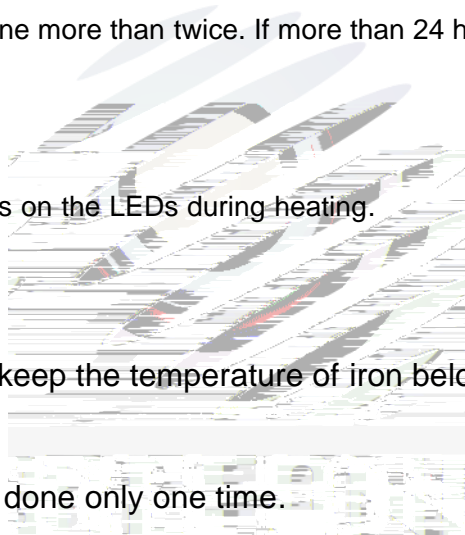 ne more than twice. If more than 24 h
s on the LEDs during heating.
keep the temperature of iron belo
done only one time.